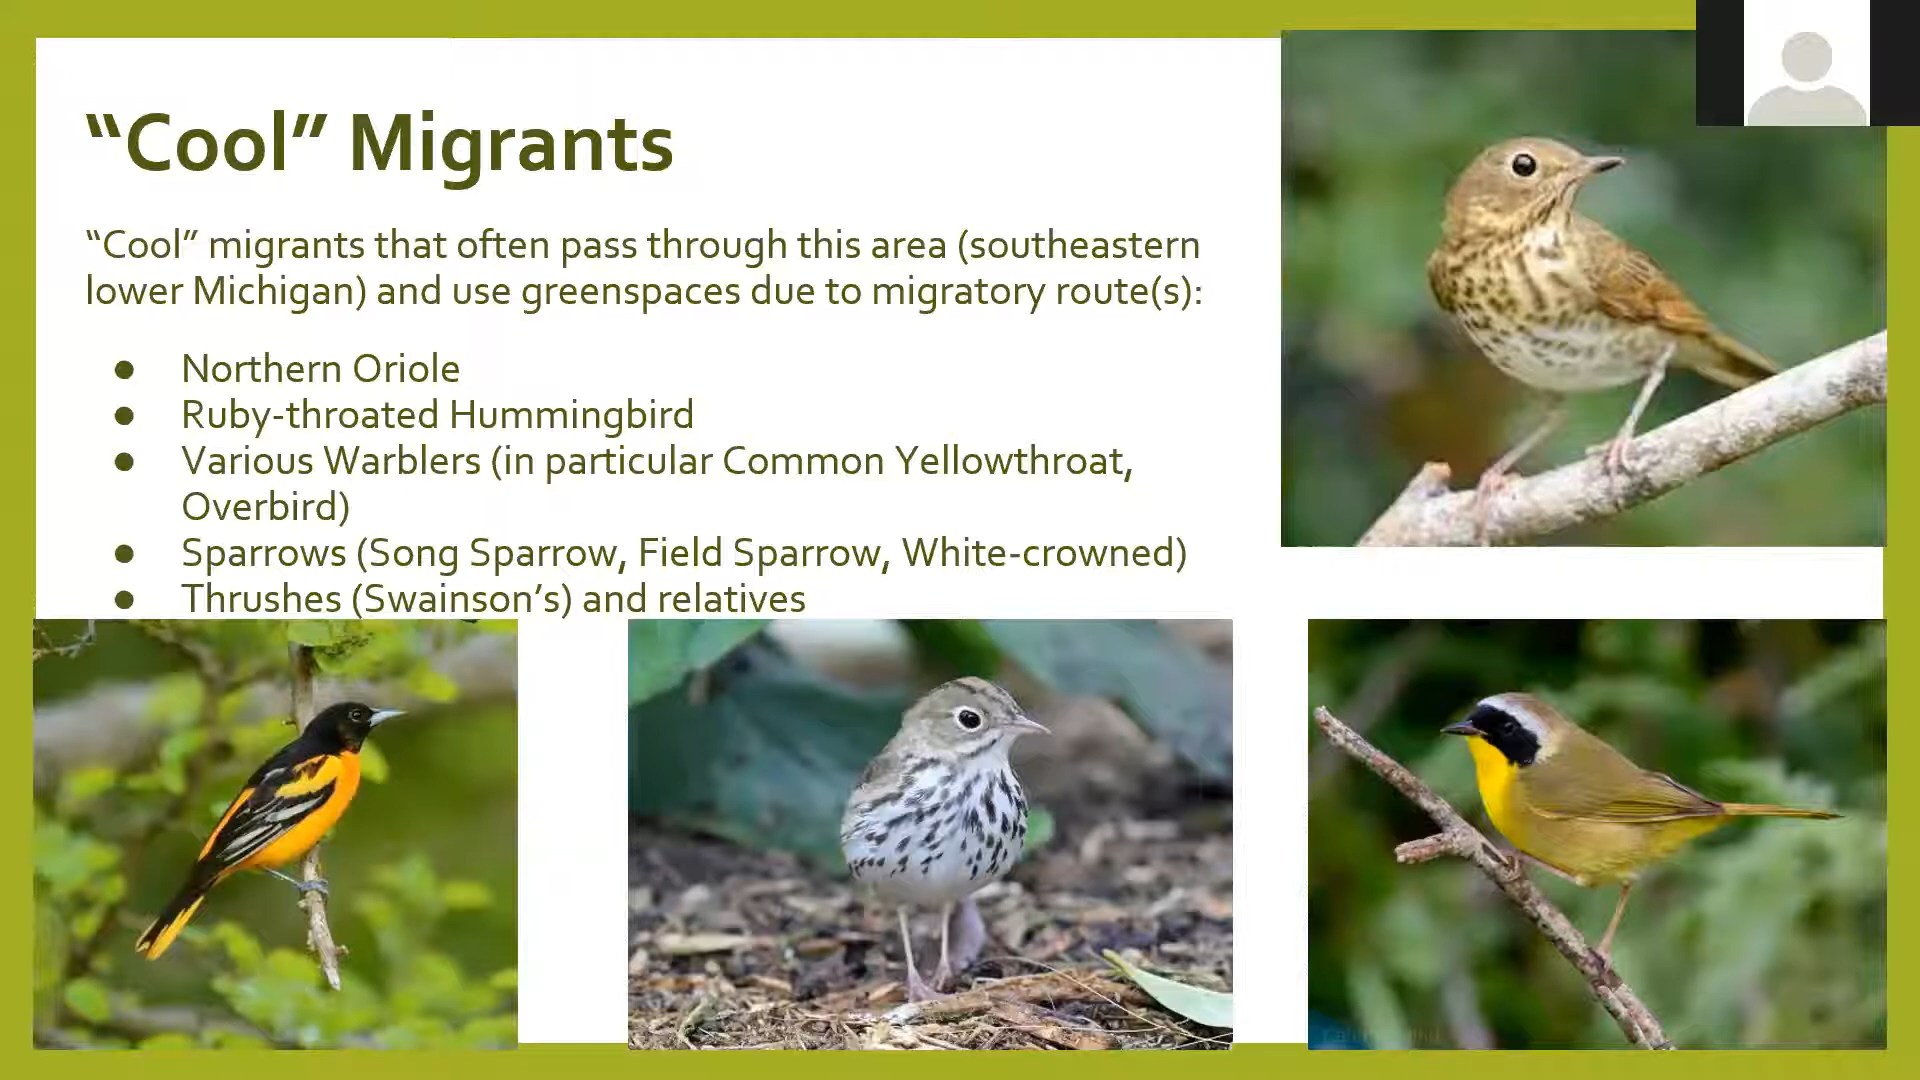 “Cool” Migrants
“Cool” migrants that often pass through this area (southeastern
lower Michigan) and use greenspaces due to migratory route(s):
● Northern Oriole
● Ruby-throated Hummingbird
● Various Warblers (in particular Common Yellowthroat,
Overbird)
● Sparrows (Song Sparrow, Field Sparrow, White-crowned)
● Thrushes (Swainson’s) and relatives